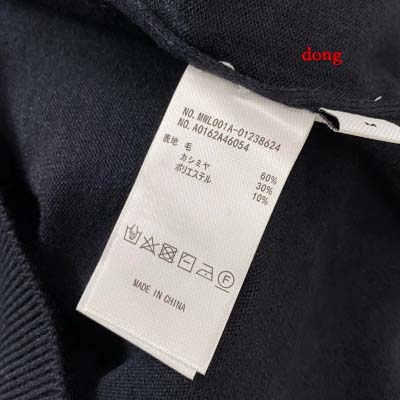 dong
NO. MWL001A-01238624
NO. A0162A46054
表地 毛 60%
カシミヤ 30%
ポリエステル 10%
MADE IN CHINA